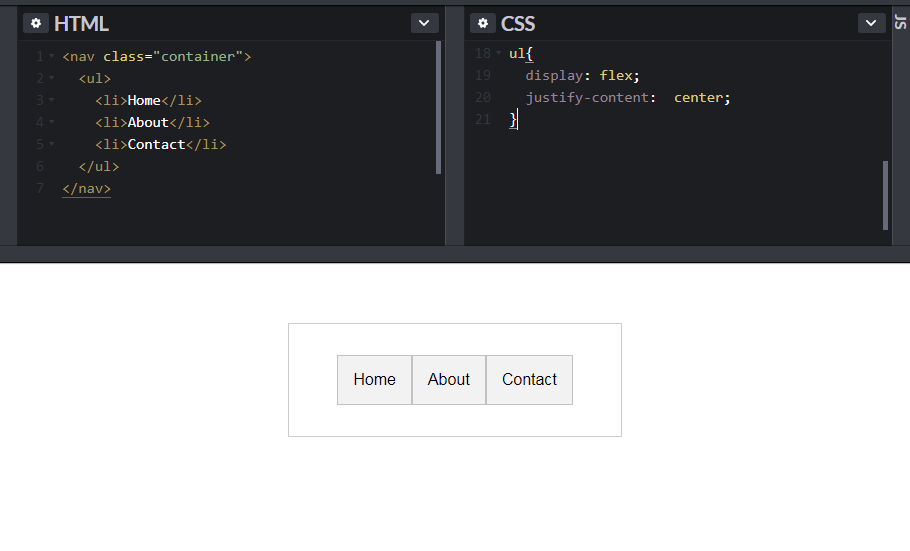 HTML
1 <nav class="container">
2 <ul>
3 <li>Home</li>
4 <li>About</li>
5 <li>Contact</li>
6 </ul>
7 </nav>
CSS
18 ul{
19 display: flex;
20 justify-content:  center;
21 }
JS
Home About Contact